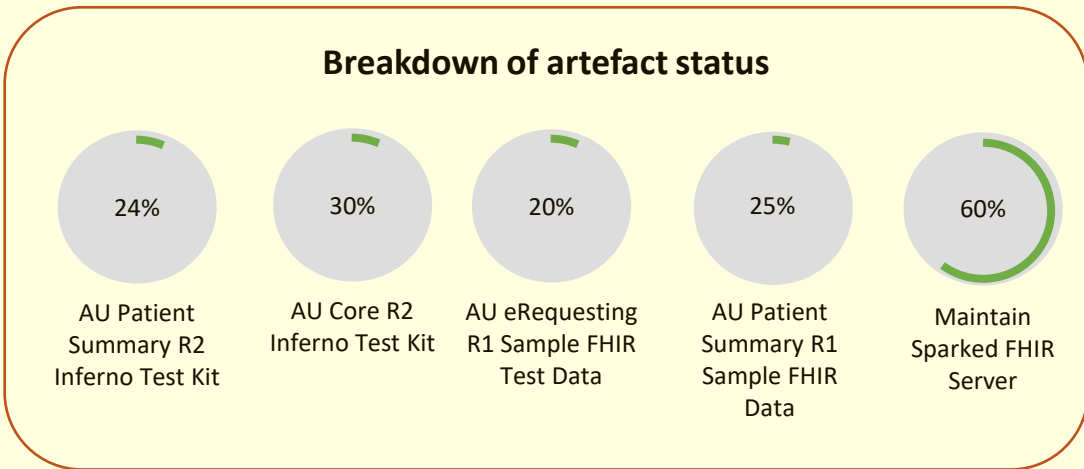 Breakdown of artefact status
24%
30%
20%
25%
60%
AU Patient
Summary R2
Inferno Test Kit
AU Core R2
Inferno Test Kit
AU eRequesting
R1 Sample FHIR
Test Data
AU Patient
Summary R1
Sample FHIR
Data
Maintain
Sparked FHIR
Server